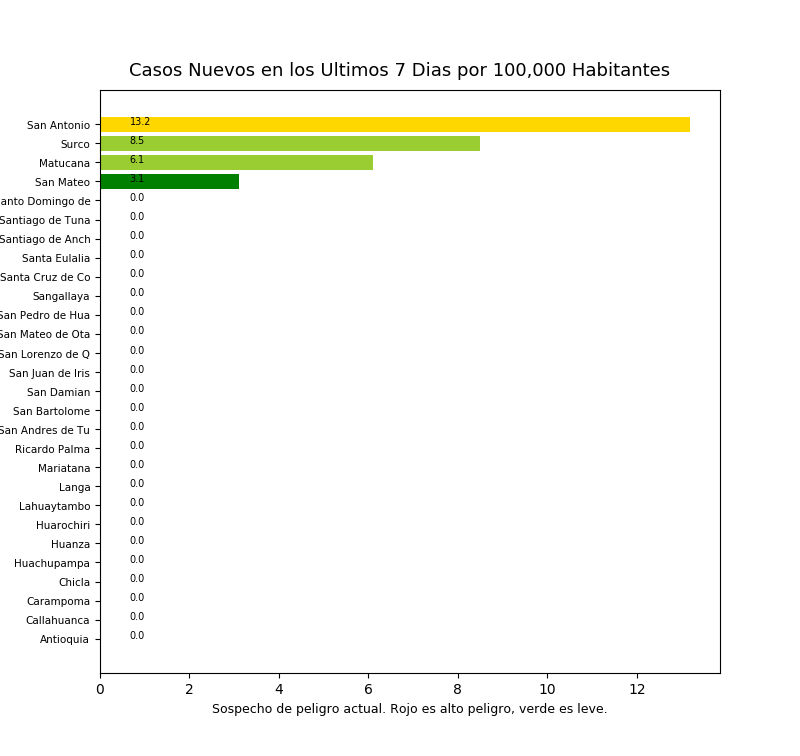 Casos Nuevos en los Ultimos 7 Dias por 100,000 Habitantes
San Antonio 13.2
Surco 8.5
Matucana 6.1
San Mateo 3.1
anto Domingo de 0.0
Santiago de Tuna 0.0
Santiago de Anch 0.0
Santa Eulalia 0.0
Santa Cruz de Co 0.0
Sangallaya 0.0
San Pedro de Hua 0.0
San Mateo de Ota 0.0
San Lorenzo de Q 0.0
San Juan de Iris 0.0
San Damian 0.0
San Bartolome 0.0
San Andres de Tu 0.0
Ricardo Palma 0.0
Mariatana 0.0
Langa 0.0
Lahuaytambo 0.0
Huarochiri 0.0
Huanza 0.0
Huachupampa 0.0
Chicla 0.0
Carampoma 0.0
Callahuanca 0.0
Antioquia 0.0
0 2 4 6 8 10 12
Sospecho de peligro actual. Rojo es alto peligro, verde es leve.